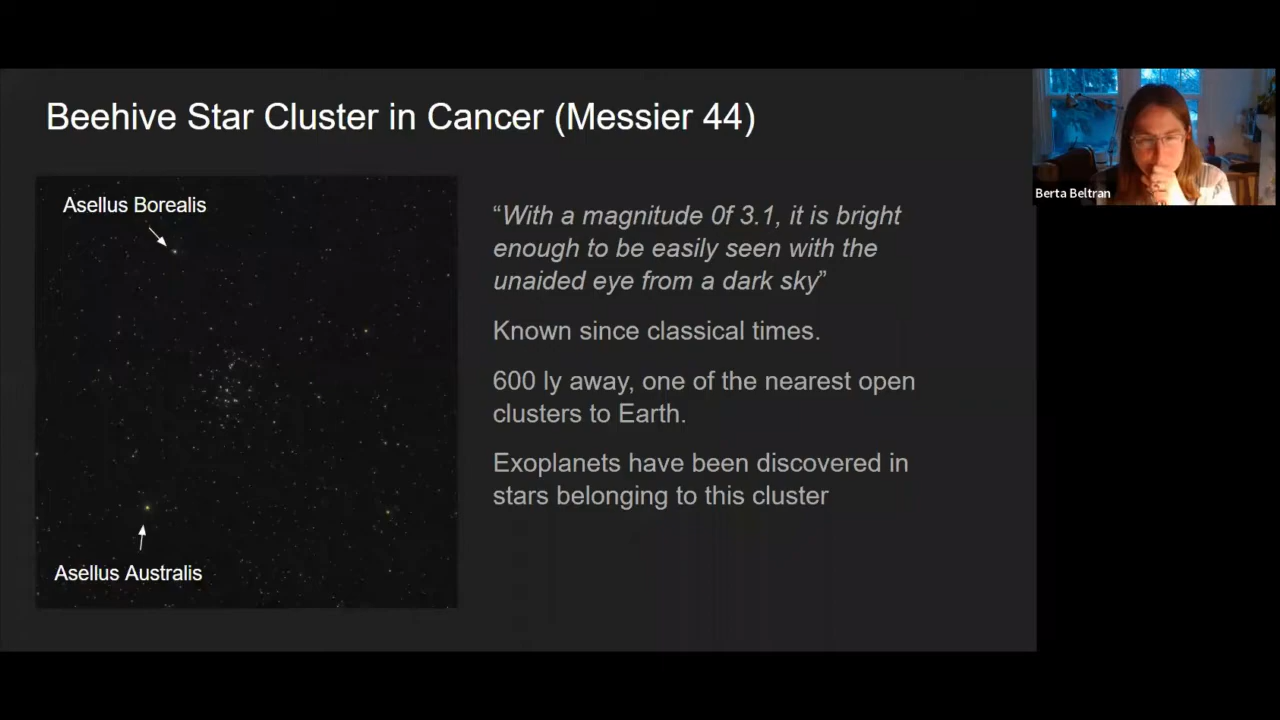 Beehive Star Cluster in Cancer (Messier 44)
Asellus Borealis
Asellus Australis
“With a magnitude 0f 3.1, it is bright
enough to be easily seen with the
unaided eye from a dark sky”
Known since classical times.
600 ly away, one of the nearest open
clusters to Earth.
Exoplanets have been discovered in
stars belonging to this cluster
Berta Beltran